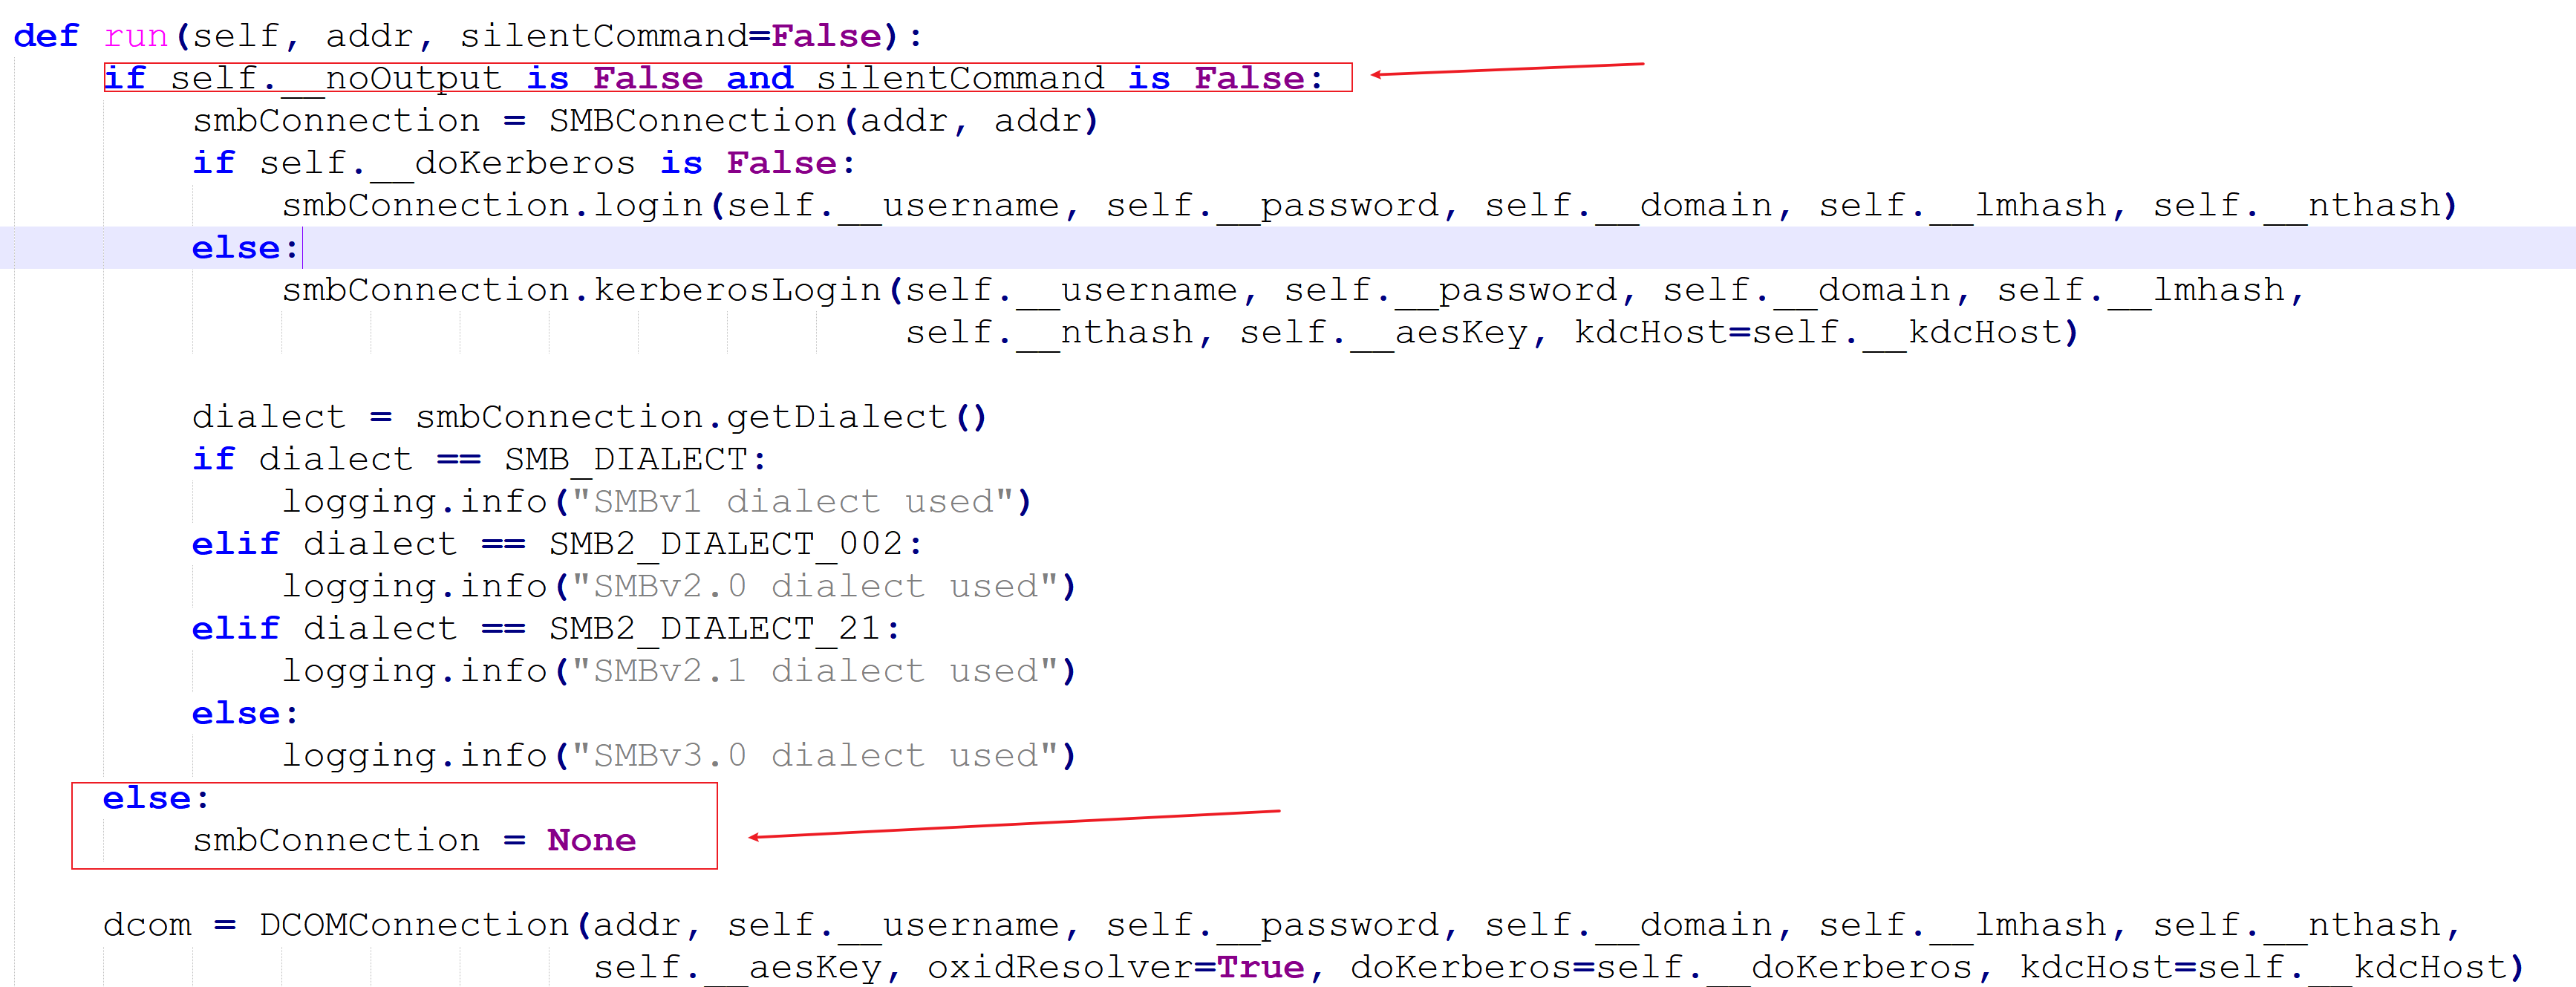 def run(self, addr, silentCommand=False):
    if self.__noOutput is False and silentCommand is False:
        smbConnection = SMBConnection(addr, addr)
        if self.__doKerberos is False:
            smbConnection.login(self.__username, self.__password, self.__domain, self.__lmhash, self.__nthash)
        else:
            smbConnection.kerberosLogin(self.__username, self.__password, self.__domain, self.__lmhash,
                                        self.__nthash, self.__aesKey, kdcHost=self.__kdcHost)

        dialect = smbConnection.getDialect()
        if dialect == SMB_DIALECT:
            logging.info("SMBv1 dialect used")
        elif dialect == SMB2_DIALECT_002:
            logging.info("SMBv2.0 dialect used")
        elif dialect == SMB2_DIALECT_21:
            logging.info("SMBv2.1 dialect used")
        else:
            logging.info("SMBv3.0 dialect used")
    else:
        smbConnection = None

    dcom = DCOMConnection(addr, self.__username, self.__password, self.__domain, self.__lmhash, self.__nthash,
                          self.__aesKey, oxidResolver=True, doKerberos=self.__doKerberos, kdcHost=self.__kdcHost)